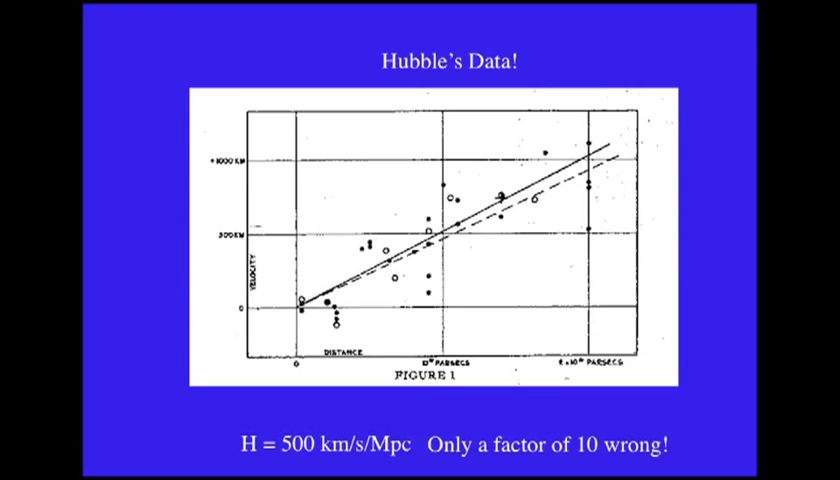 Hubble's Data!
+1000 KM
500 KM
VELOCITY
0
DISTANCE
0
PARSECS
2 x 10⁶ PARSECS
FIGURE 1
H = 500 km/s/Mpc Only a factor of 10 wrong!